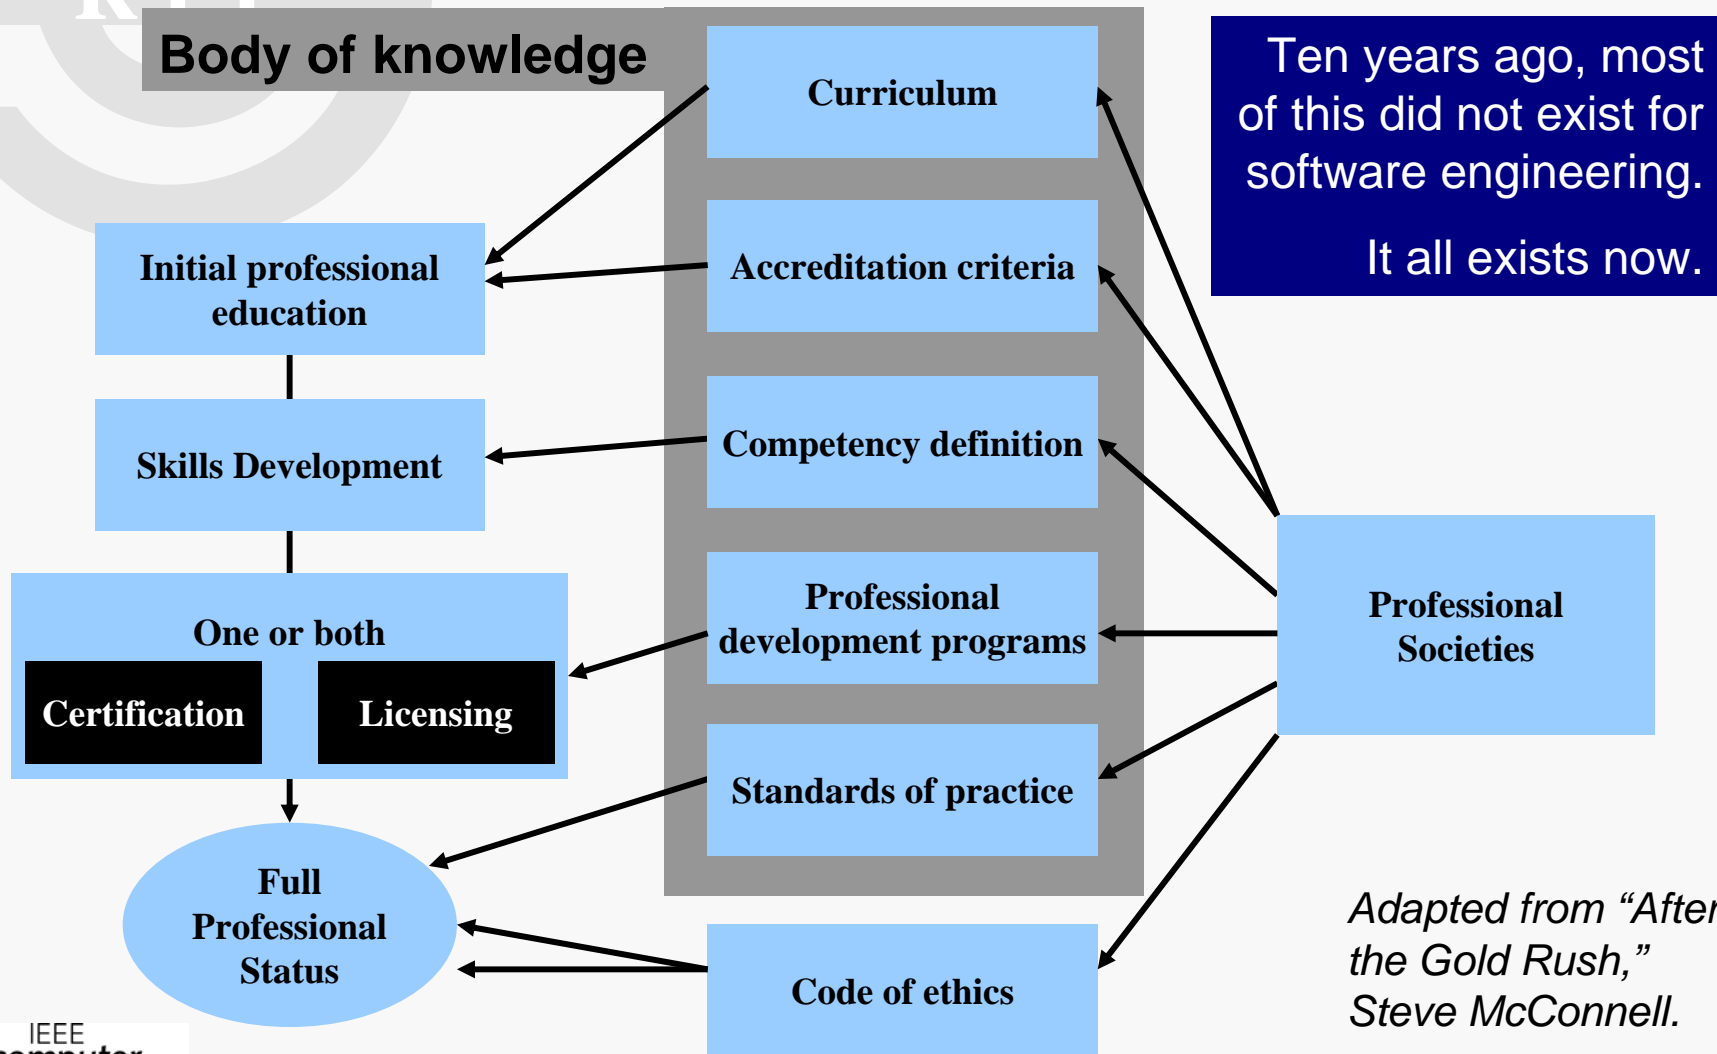 Body of knowledge
Curriculum
Ten years ago, most
of this did not exist for
software engineering.
It all exists now.
Initial professional
education
Accreditation criteria
Skills Development
Competency definition
One or both
Certification
Licensing
Professional
development programs
Professional
Societies
Standards of practice
Full
Professional
Status
Code of ethics
Adapted from “After
the Gold Rush,”
Steve McConnell.
IEEE
computer